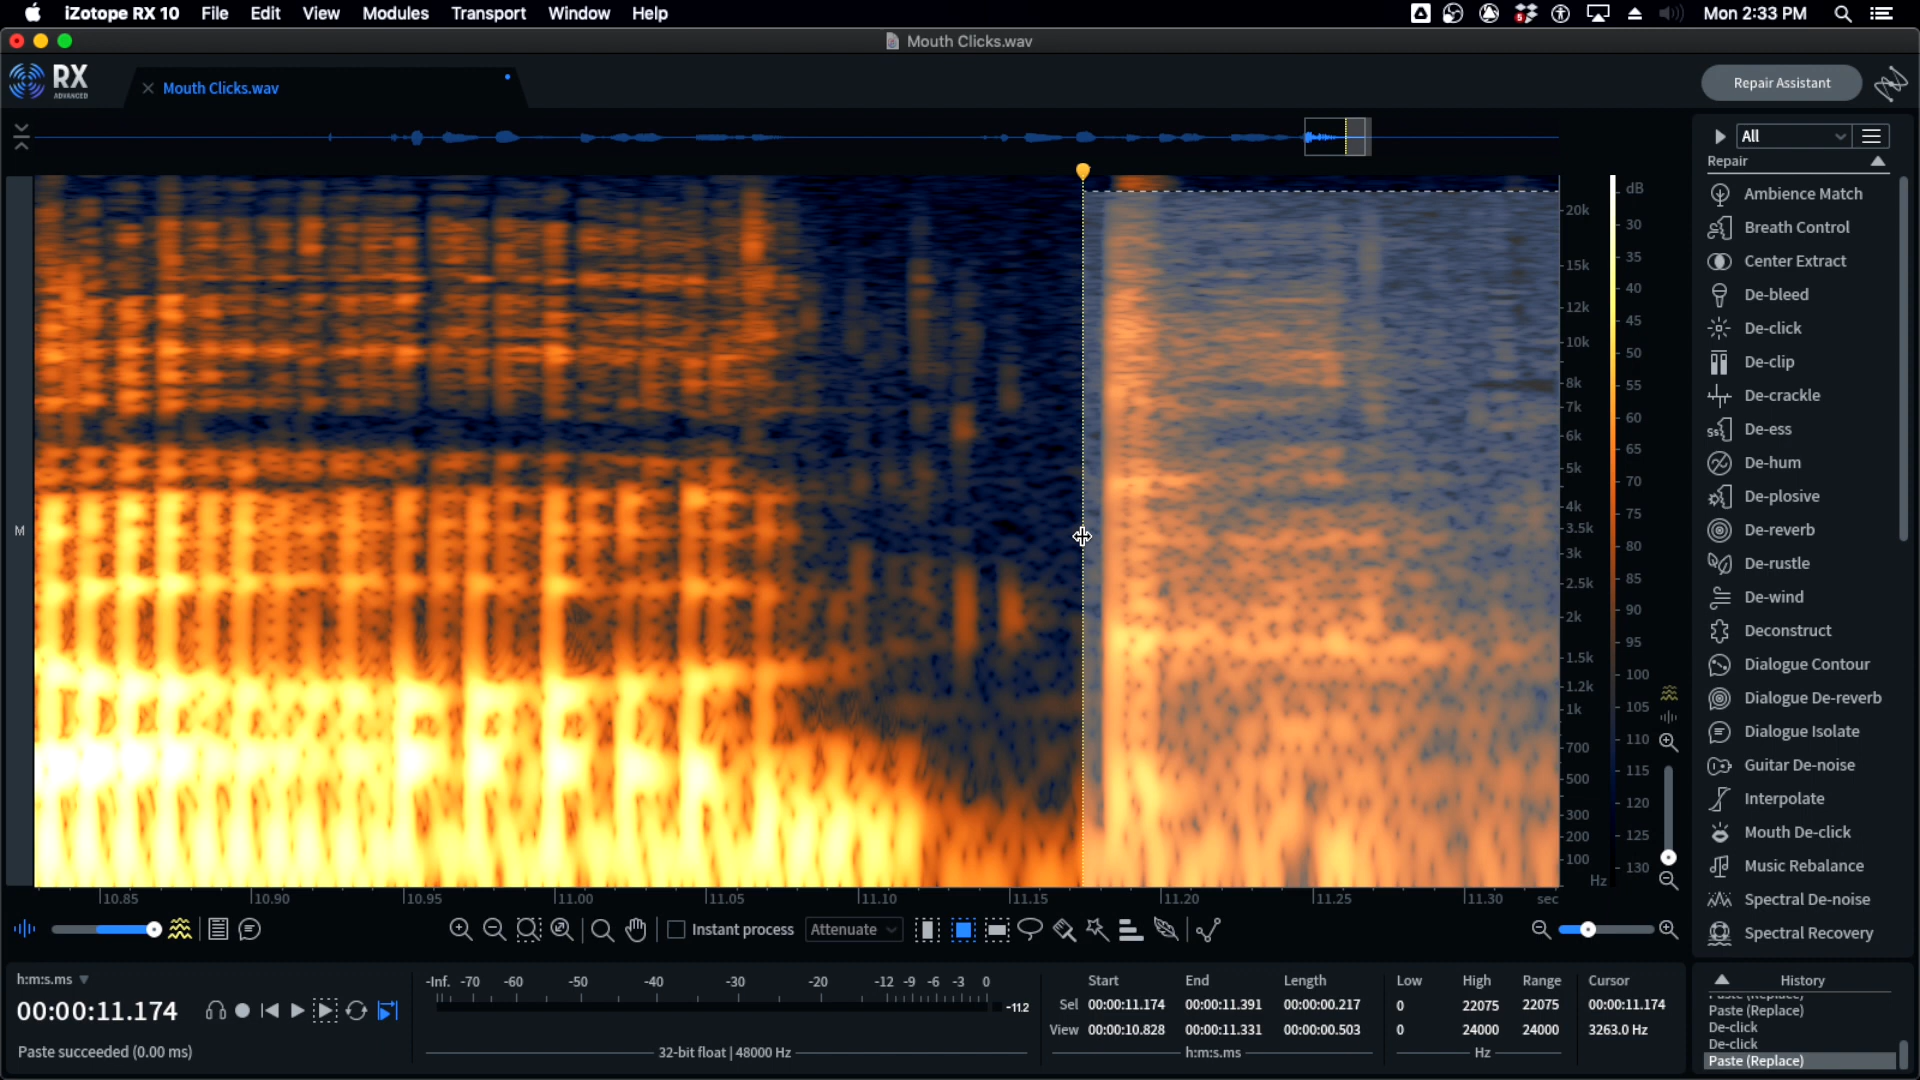 iZotope RX 10 File Edit View Modules Transport Window Help
5
Mon 2:33 PM
Mouth Clicks.wav
RX
ADVANCED
Mouth Clicks.wav
Repair Assistant
All
Repair
Ambience Match
Breath Control
Center Extract
De-bleed
De-click
De-clip
De-crackle
De-ess
De-hum
De-plosive
De-reverb
De-rustle
De-wind
Deconstruct
Dialogue Contour
Dialogue De-reverb
Dialogue Isolate
Guitar De-noise
Interpolate
Mouth De-click
Music Rebalance
Spectral De-noise
Spectral Recovery
M
20k
15k
12k
10k
8k
7k
6k
5k
4k
3.5k
3k
2.5k
2k
1.5k
1.2k
1k
700
500
300
200
100
Hz
dB
30
35
40
45
50
55
60
65
70
75
80
85
90
95
100
105
110
115
120
125
130
10.85 10.90 10.95 11.00 11.05 11.10 11.15 11.20 11.25 11.30 sec
Instant process Attenuate
h:m:s.ms
00:00:11.174
Paste succeeded (0.00 ms)
-Inf. -70 -60 -50 -40 -30 -20 -12 -9 -6 -3 0
-112
32-bit float | 48000 Hz
Start End Length Low High Range Cursor
Sel 00:00:11.174 00:00:11.391 00:00:00.217 0 22075 22075 00:00:11.174
View 00:00:10.828 00:00:11.331 00:00:00.503 0 24000 24000 3263.0 Hz
h:m:s.ms Hz
History
Paste (Replace)
Paste (Replace)
De-click
De-click
Paste (Replace)